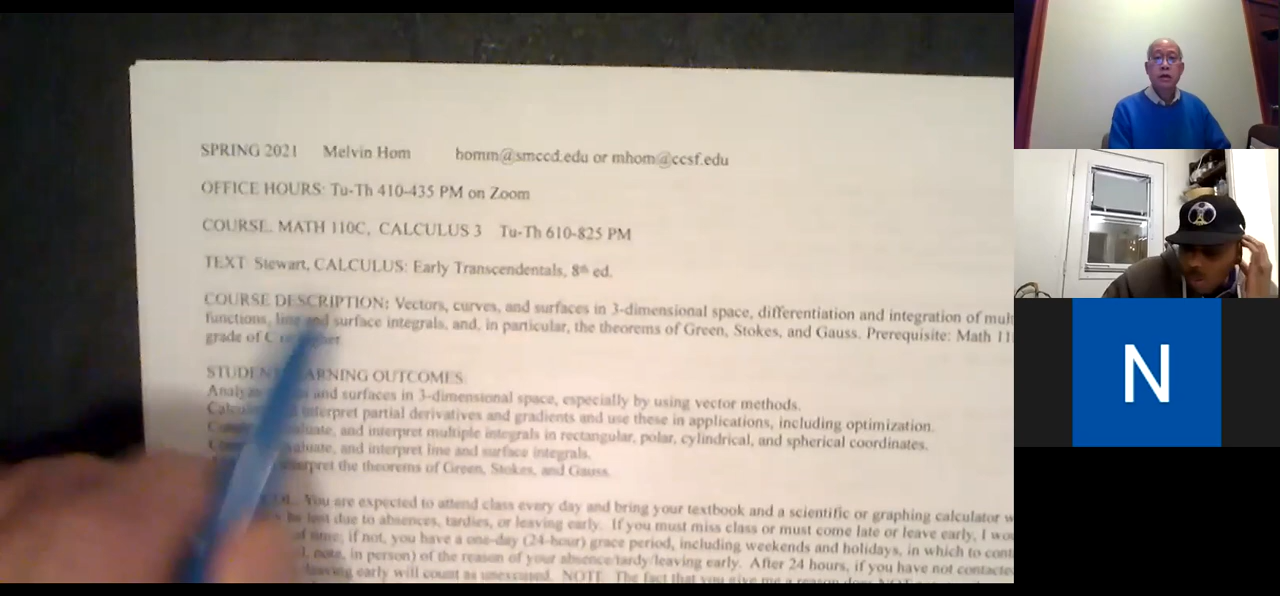 SPRING 2021 Melvin Hom homm@smccd.edu or mhom@ccsf.edu
OFFICE HOURS: Tu-Th 410-435 PM on Zoom
COURSE: MATH 110C, CALCULUS 3 Tu-Th 610-825 PM
TEXT: Stewart, CALCULUS: Early Transcendentals, 8th ed.
COURSE DESCRIPTION: Vectors, curves, and surfaces in 3-dimensional space, differentiation and integration of
functions, line and surface integrals, and, in particular, the theorems of Green, Stokes, and Gauss. Prerequisite: Math
grade of C
OUTCOMES
and surfaces in 3-dimensional space, especially by using vector methods.
interpret partial derivatives and gradients and use these in applications, including optimization.
and interpret multiple integrals in rectangular, polar, cylindrical, and spherical coordinates.
and interpret line and surface integrals.
the theorems of Green, Stokes, and Gauss.
You are expected to attend class every day and bring your textbook and a scientific or graphing calculator
be lost due to absences, tardies, or leaving early. If you must miss class or must come late or leave early, I
of time; if not, you have a one-day (24-hour) grace period, including weekends and holidays, in which to
note, in person) of the reason of your absence/tardy/leaving early. After 24 hours, if you have not
leaving early will count as unexcused. NOTE: The fact that you give me a reason does NOT
N